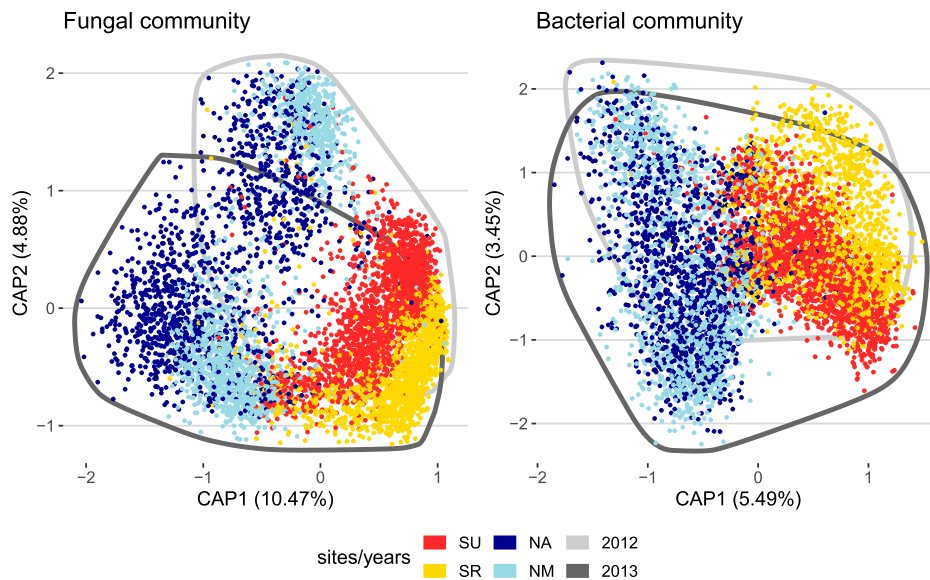 Fungal community
Bacterial community
CAP2 (4.88%)
2
1
0
−1
−2
−1
0
1
CAP1 (10.47%)
CAP2 (3.45%)
2
1
0
−1
−2
−1
0
1
−2
CAP1 (5.49%)
sites/years
SU
NA
2012
SR
NM
2013